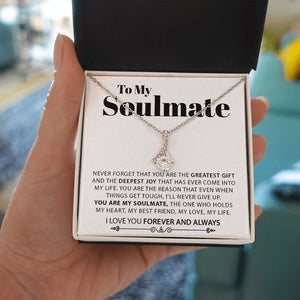 To My
Soulmate
NEVER FORGET THAT YOU ARE THE GREATEST GIFT
AND THE DEEPEST JOY THAT HAS EVER COME INTO
MY LIFE. YOU ARE THE REASON THAT EVEN WHEN
THINGS GET TOUGH, I'LL NEVER GIVE UP.
YOU ARE MY SOULMATE, THE ONE WHO HOLDS
MY HEART, MY BEST FRIEND, MY LOVE, MY LIFE.
I LOVE YOU FOREVER AND ALWAYS